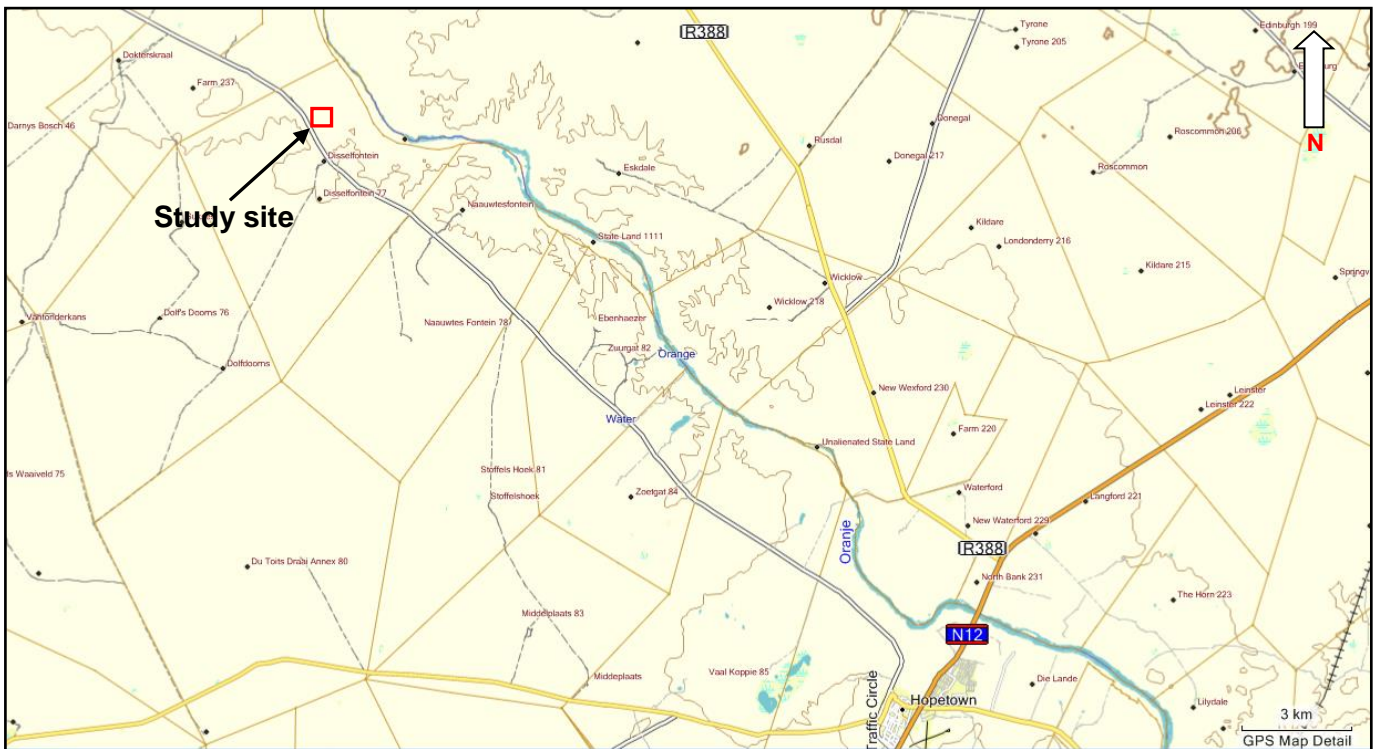 R388
Tyrone
Edinburgh 199
Tyrone 205
Dokterskraal
Farm 237
Darnys Bosch 46
Donegal
Roscommon 206
N
Rusdal
Disselfontein
Donegal 217
Eskdale
Roscommon
Disselfontein 77
Naauwtesfontein
Study site
Kildare
State Land 1111
Londonderry 216
Kildare 215
Wicklow
Springv
Wicklow 218
Vantonderkans
Dolf's Dooms 76
Ebenhaezer
Naauwtes Fontein 78
Zuurgat 82
Orange
Dolfdooms
New Wexford 230
Leinster
Leinster 222
Water
Farm 220
Unalienated State Land
Stoffels Hoek 81
ls Waaiveld 75
Stoffelshoek
Zoetgat 84
Waterford
Langford 221
New Waterford 229
Oranje
R388
Du Toits Draai Annex 80
North Bank 231
The Horn 223
Middelplaats 83
N12
Vaal Koppie 85
Middelplaats
Die Lande
Traffic Circle
Hopetown
Lilydale
3 km
GPS Map Detail